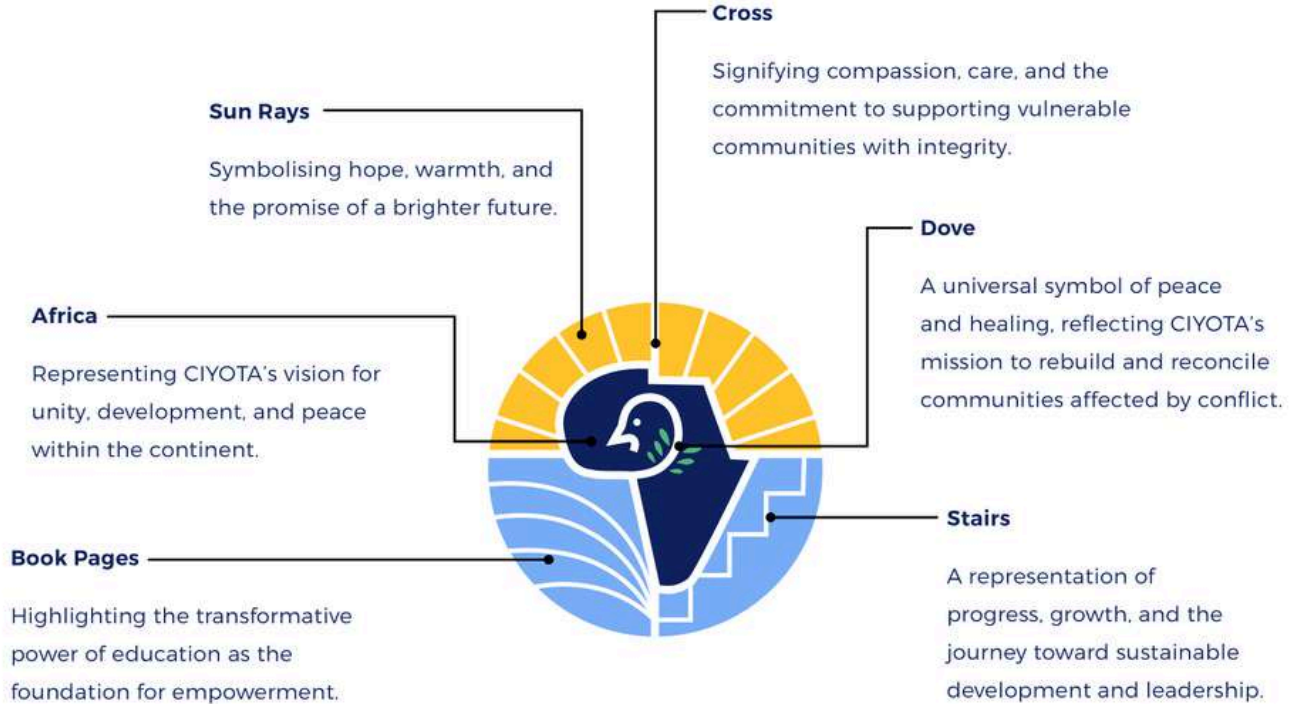 Cross
Signifying compassion, care, and the
commitment to supporting vulnerable
communities with integrity.
Sun Rays
Symbolising hope, warmth, and
the promise of a brighter future.
Dove
A universal symbol of peace
and healing, reflecting CIYOTA's
mission to rebuild and reconcile
communities affected by conflict.
Africa
Representing CIYOTA's vision for
unity, development, and peace
within the continent.
Stairs
A representation of
progress, growth, and the
journey toward sustainable
development and leadership.
Book Pages
Highlighting the transformative
power of education as the
foundation for empowerment.